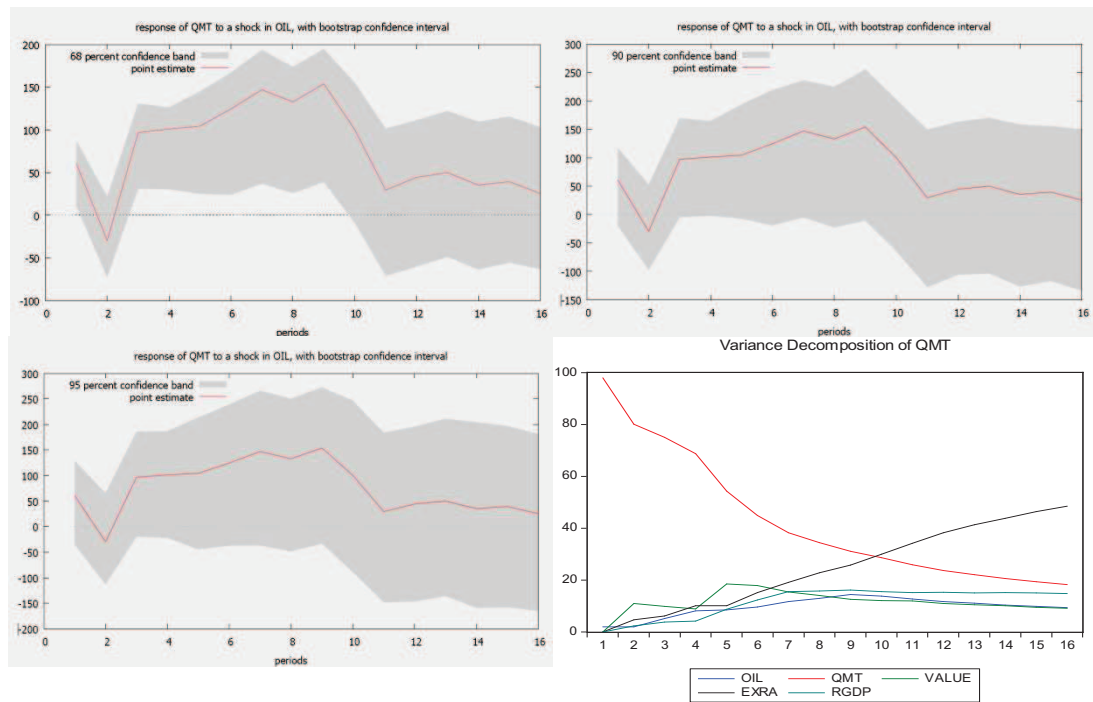 response of QMT to a shock in OIL, with bootstrap confidence interval
200
150
100
50
0
-50
-100
68 percent confidence band
point estimate
0 2 4 6 8 10 12 14 16
periods
response of QMT to a shock in OIL, with bootstrap confidence interval
300
250
200
150
100
50
0
-50
-100
-150
90 percent confidence band
point estimate
0 2 4 6 8 10 12 14 16
periods
response of QMT to a shock in OIL, with bootstrap confidence interval
300
250
200
150
100
50
0
-50
-100
-150
-200
95 percent confidence band
point estimate
0 2 4 6 8 10 12 14 16
periods
Variance Decomposition of QMT
100
80
60
40
20
0
1 2 3 4 5 6 7 8 9 10 11 12 13 14 15 16
OIL QMT VALUE
EXRA RGDP